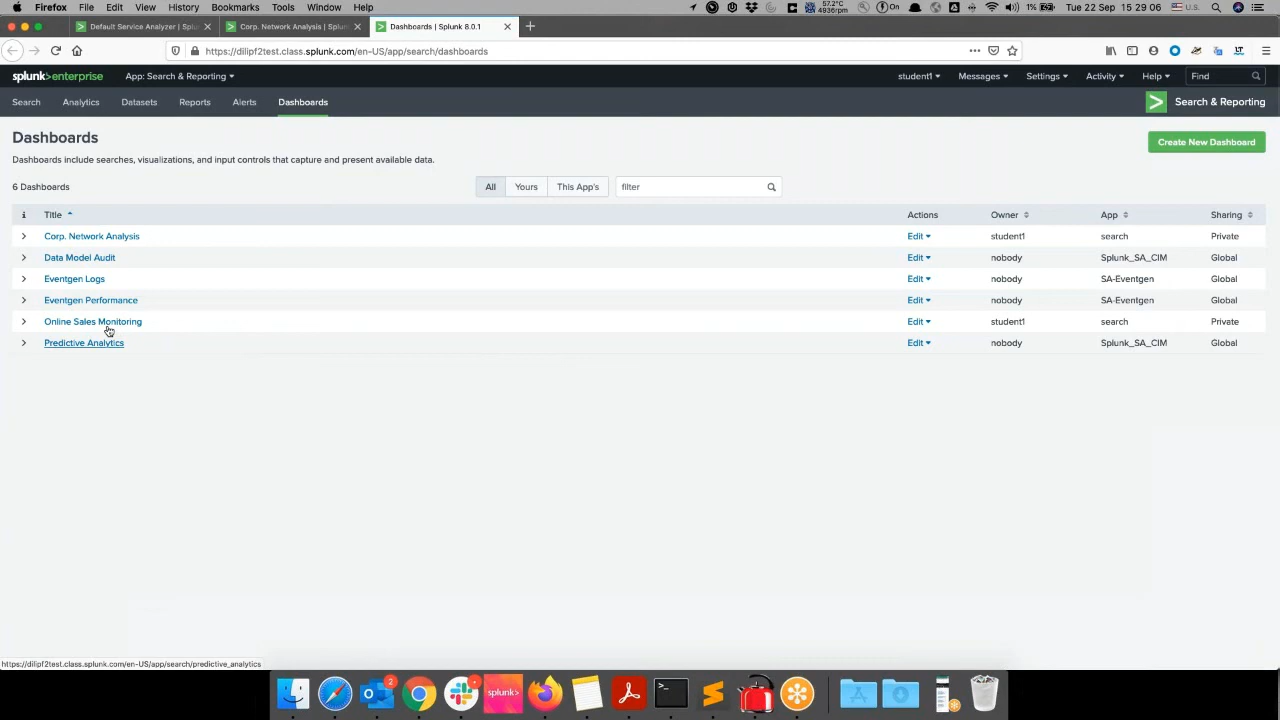 Firefox File Edit View History Bookmarks Tools Window Help 57.2°C 4936rpm 1% Tue 22 Sep 15 29 06 U.S.
Default Service Analyzer | Splun Corp. Network Analysis | Splun Dashboards | Splunk 8.0.1
https://dilipf2test.class.splunk.com/en-US/app/search/dashboards
splunk>enterprise App: Search & Reporting student1 Messages Settings Activity Help Find
Search Analytics Datasets Reports Alerts Dashboards Search & Reporting
Dashboards
Create New Dashboard
Dashboards include searches, visualizations, and input controls that capture and present available data.
6 Dashboards All Yours This App's filter
i Title Actions Owner App Sharing
Corp. Network Analysis Edit student1 search Private
Data Model Audit Edit nobody Splunk_SA_CIM Global
Eventgen Logs Edit nobody SA-Eventgen Global
Eventgen Performance Edit nobody SA-Eventgen Global
Online Sales Monitoring Edit student1 search Private
Predictive Analytics Edit nobody Splunk_SA_CIM Global
https://dilipf2test.class.splunk.com/en-US/app/search/predictive_analytics
2
splunk>